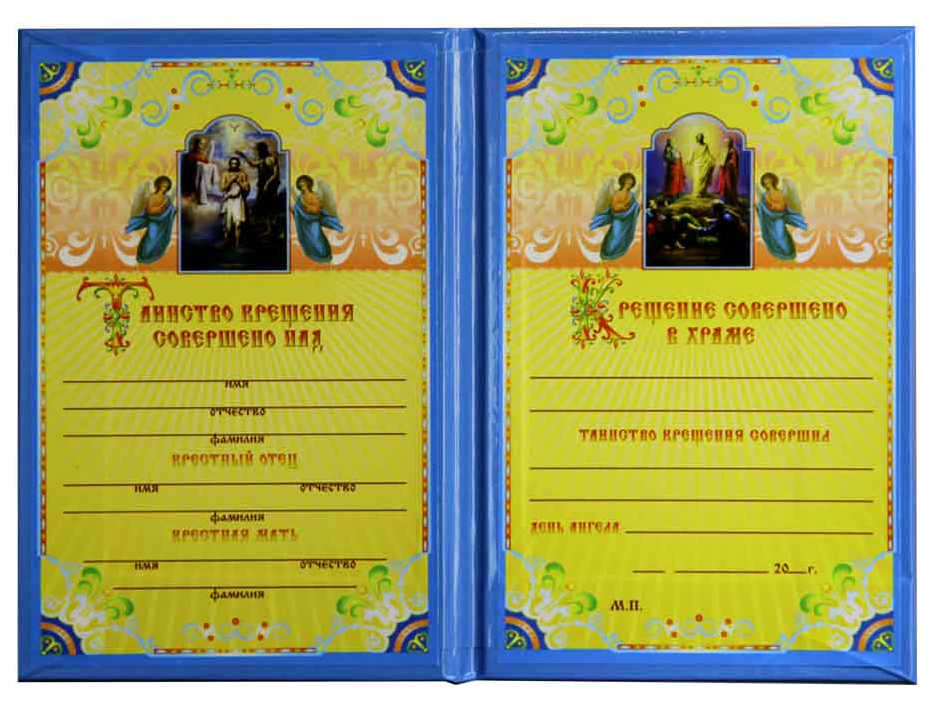 Таинство Крещения
совершено над
имя
отчество
фамилия
Крестный отец
имя отчество
фамилия
Крестная мать
имя отчество
фамилия
Крещение совершено
в храме
Таинство Крещения совершил
День Ангела
20 г.
М.П.